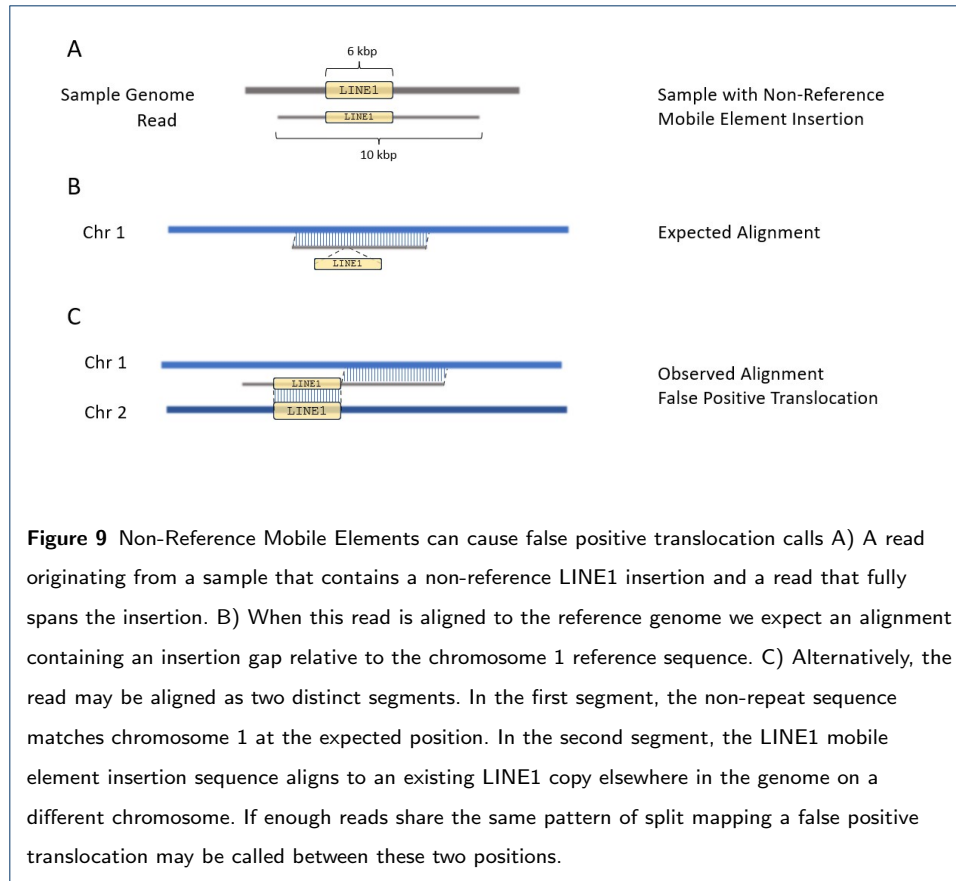 A
6 kbp
Sample Genome
LINE1
Sample with Non-Reference
Read
LINE1
Mobile Element Insertion
10 kbp
B
Chr 1
Expected Alignment
LINE1
C
Chr 1
LINE1
Observed Alignment
False Positive Translocation
Chr 2
LINE1
Figure 9 Non-Reference Mobile Elements can cause false positive translocation calls A) A read
originating from a sample that contains a non-reference LINE1 insertion and a read that fully
spans the insertion. B) When this read is aligned to the reference genome we expect an alignment
containing an insertion gap relative to the chromosome 1 reference sequence. C) Alternatively, the
read may be aligned as two distinct segments. In the first segment, the non-repeat sequence
matches chromosome 1 at the expected position. In the second segment, the LINE1 mobile
element insertion sequence aligns to an existing LINE1 copy elsewhere in the genome on a
different chromosome. If enough reads share the same pattern of split mapping a false positive
translocation may be called between these two positions.